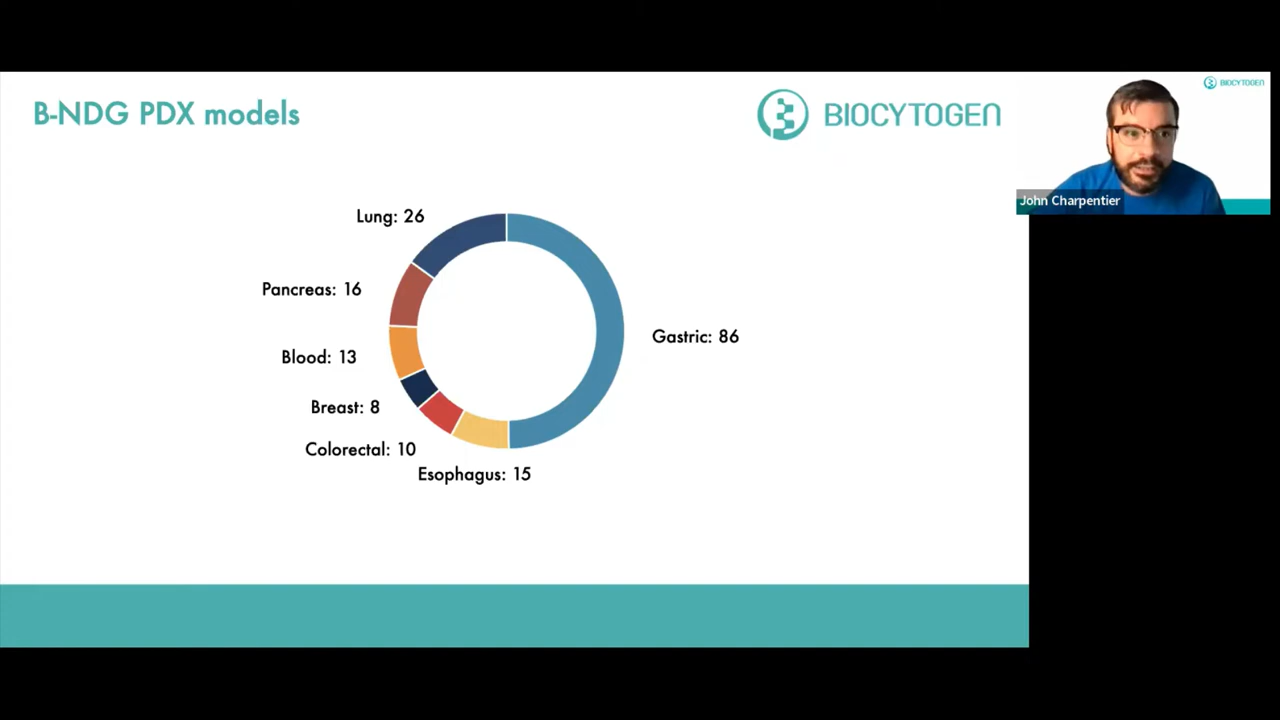 B-NDG PDX models
BIOCYTOGEN
BIOCYTOGEN
John Charpentier
Lung: 26
Pancreas: 16
Blood: 13
Breast: 8
Colorectal: 10
Esophagus: 15
Gastric: 86